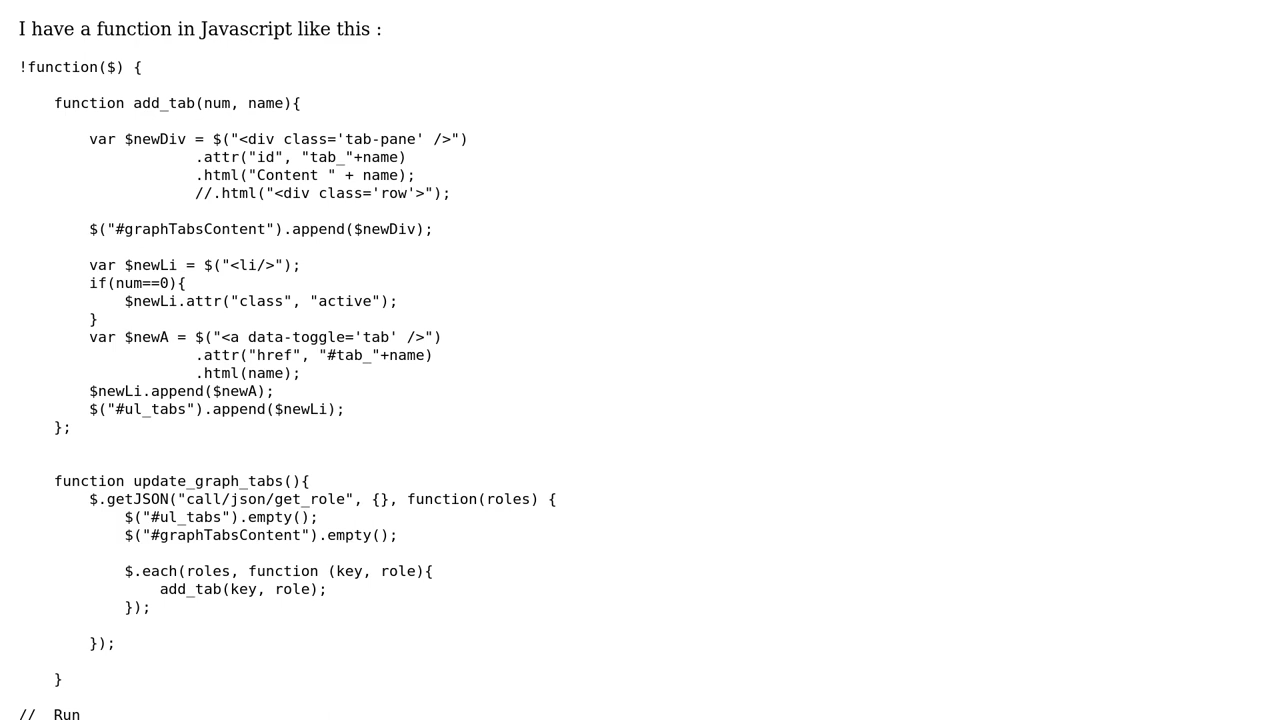 I have a function in Javascript like this :
!function($) {
    function add_tab(num, name){
        var $newDiv = $("<div class='tab-pane' />")
                    .attr("id", "tab_"+name)
                    .html("Content " + name);
                    //.html("<div class='row'>");
        $("#graphTabsContent").append($newDiv);
        var $newLi = $("<li/>");
        if(num==0){
            $newLi.attr("class", "active");
        }
        var $newA = $("<a data-toggle='tab' />")
                    .attr("href", "#tab_"+name)
                    .html(name);
        $newLi.append($newA);
        $("#ul_tabs").append($newLi);
    };
    function update_graph_tabs(){
        $.getJSON("call/json/get_role", {}, function(roles) {
            $("#ul_tabs").empty();
            $("#graphTabsContent").empty();
            $.each(roles, function (key, role){
                add_tab(key, role);
            });
        });
    }
//  Run